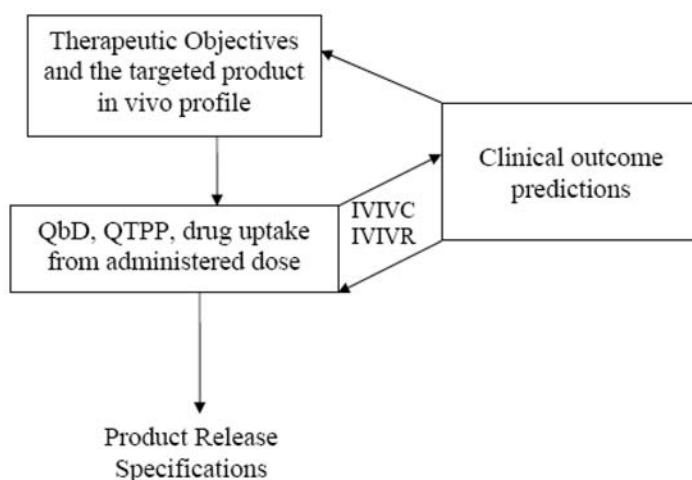 Therapeutic Objectives
and the targeted product
in vivo profile
Clinical outcome
predictions
IVIVC
IVIVR
QbD, QTPP, drug uptake
from administered dose
Product Release
Specifications